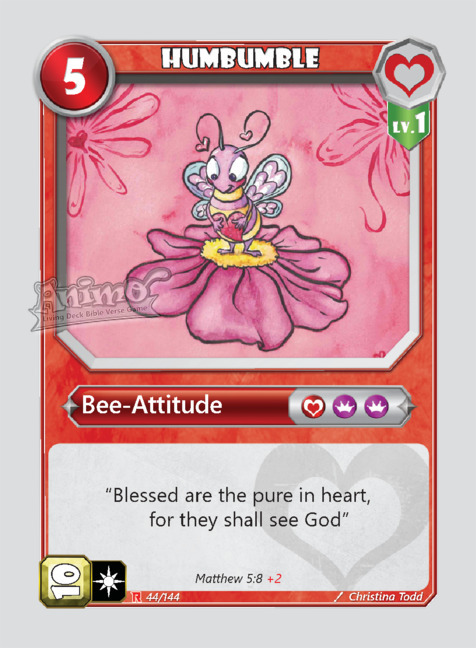 HUMBUMBLE
5
LV.1
Animo
Living Deck Bible Verse Game
Bee-Attitude
“Blessed are the pure in heart,
for they shall see God”
Matthew 5:8 +2
10
R 44/144
Christina Todd